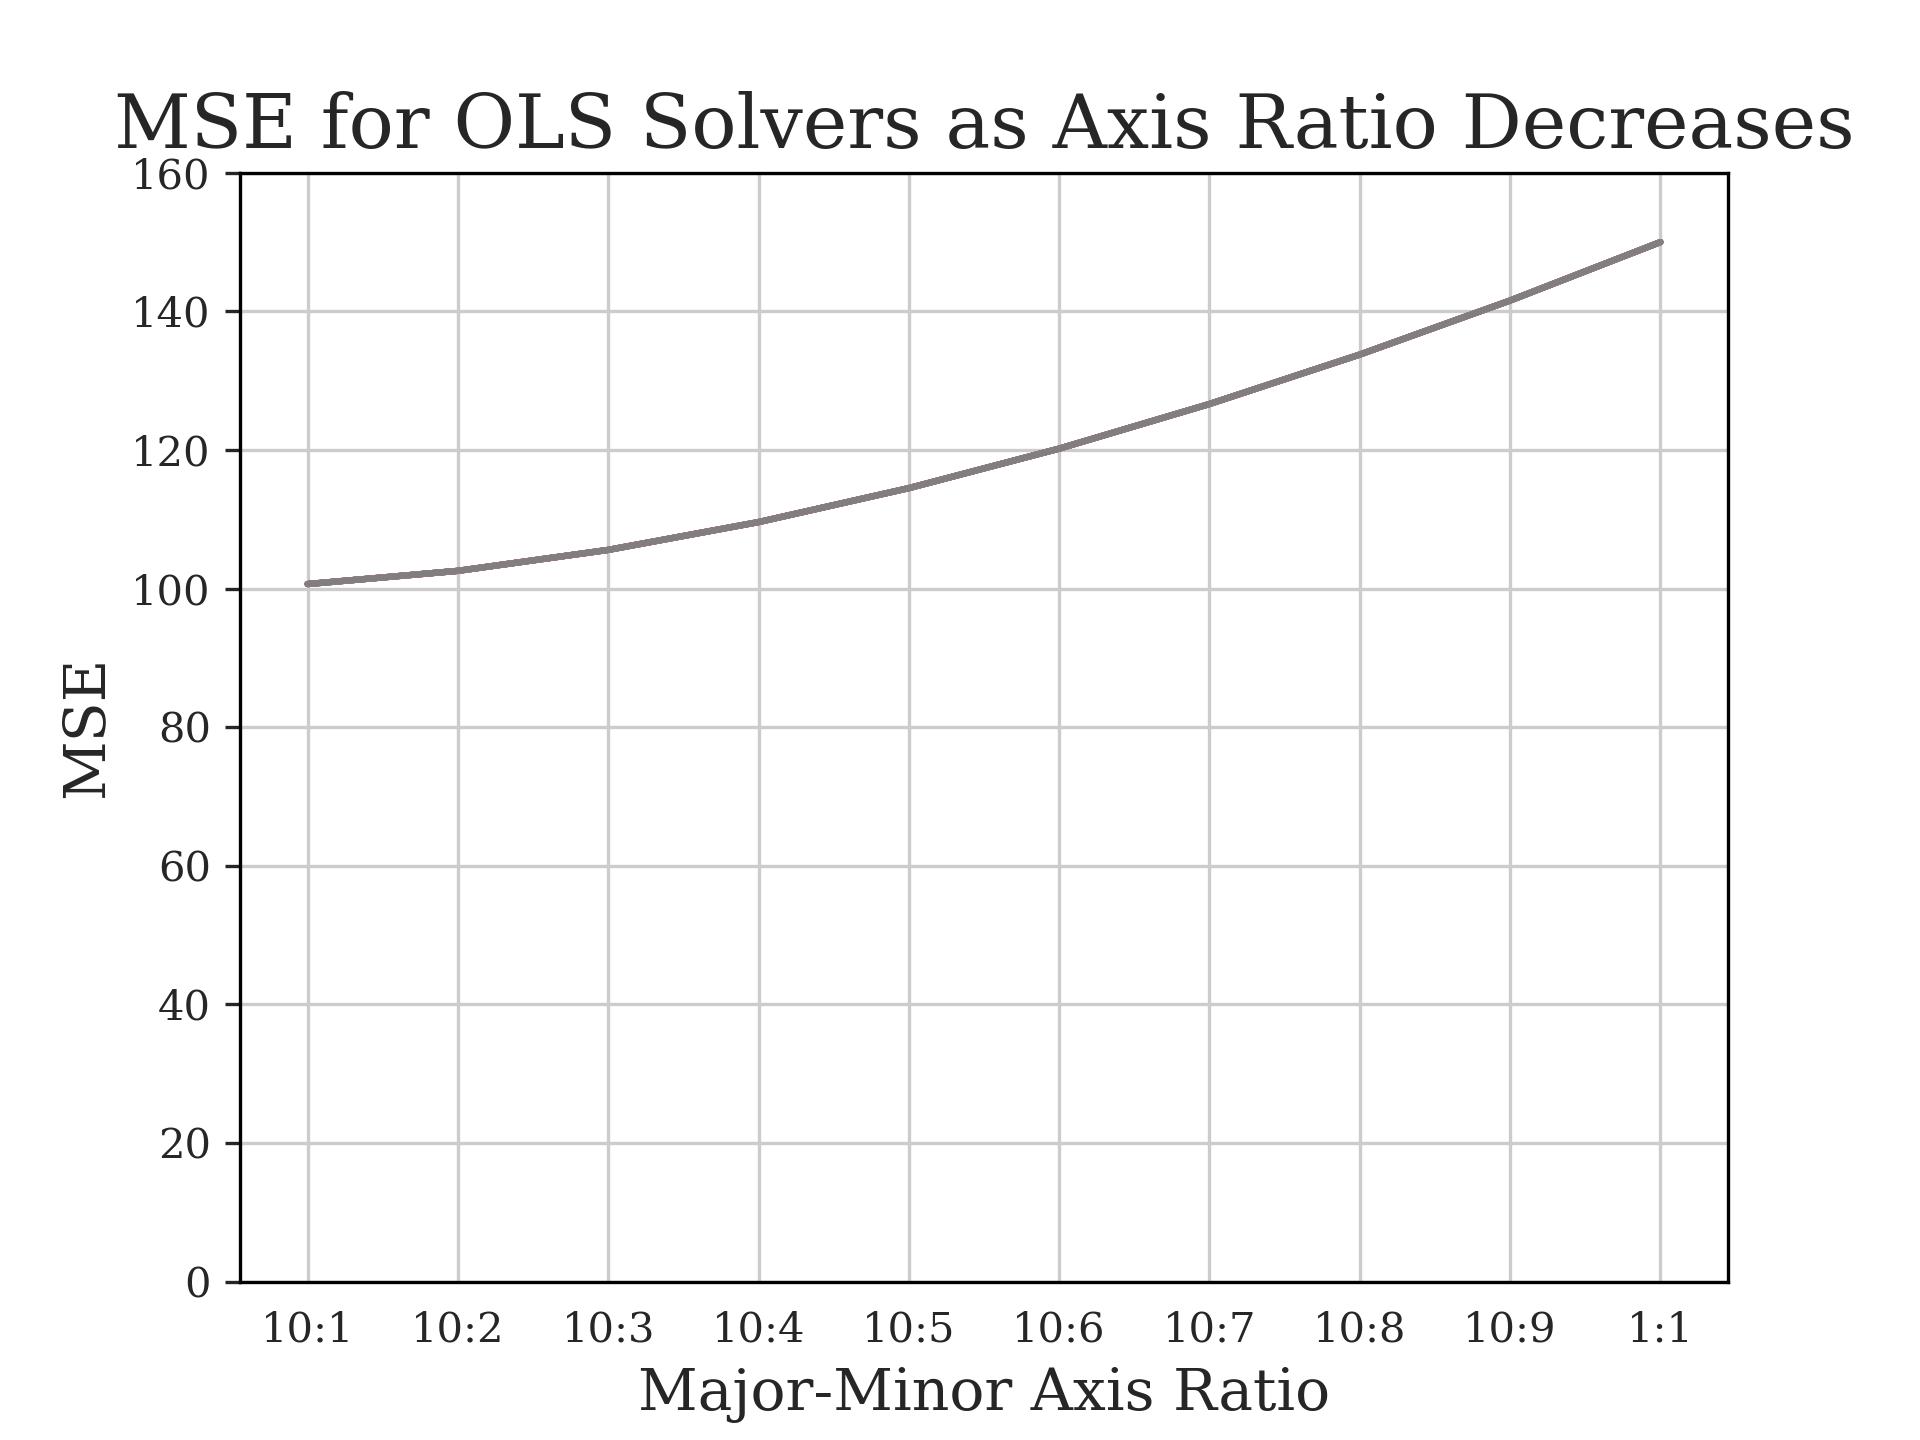 MSE for OLS Solvers as Axis Ratio Decreases
160
140
120
100
80
60
40
20
0
MSE
10:1 10:2 10:3 10:4 10:5 10:6 10:7 10:8 10:9 1:1
Major-Minor Axis Ratio